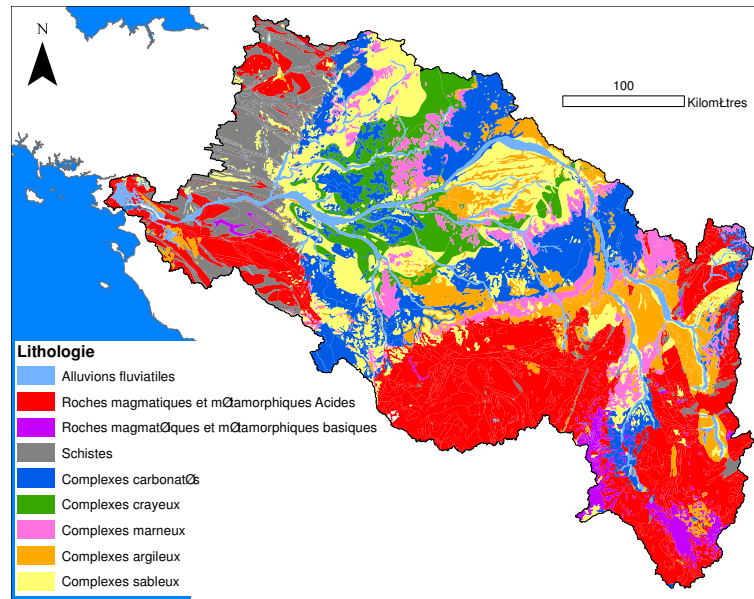 N
100
KilomŁtres
Lithologie
Alluvions fluviatiles
Roches magmatiques et mØtamorphiques Acides
Roches magmatØiques et mØtamorphiques basiques
Schistes
Complexes carbonatØs
Complexes crayeux
Complexes marneux
Complexes argileux
Complexes sableux